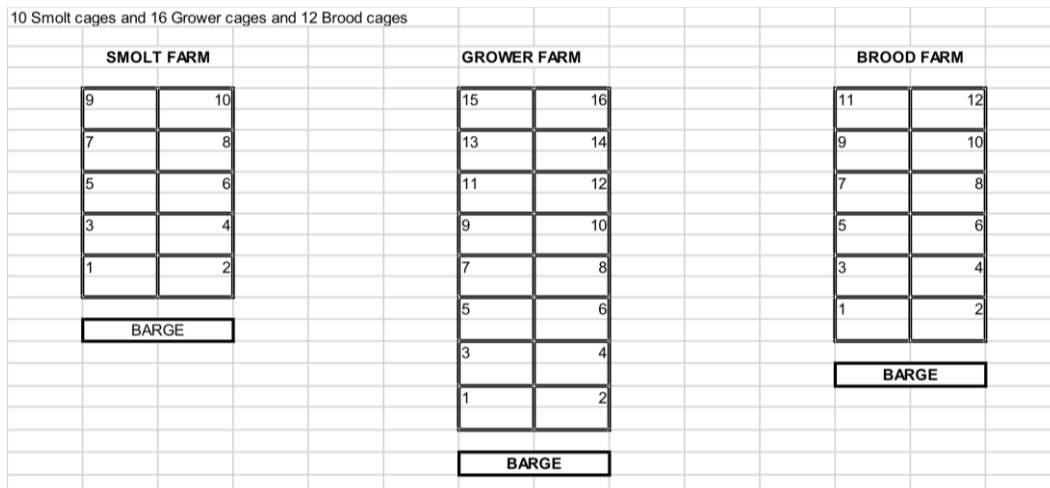 10 Smolt cages and 16 Grower cages and 12 Brood cages
SMOLT FARM
9 10
7 8
5 6
3 4
1 2
BARGE
GROWER FARM
15 16
13 14
11 12
9 10
7 8
5 6
3 4
1 2
BARGE
BROOD FARM
11 12
9 10
7 8
5 6
3 4
1 2
BARGE